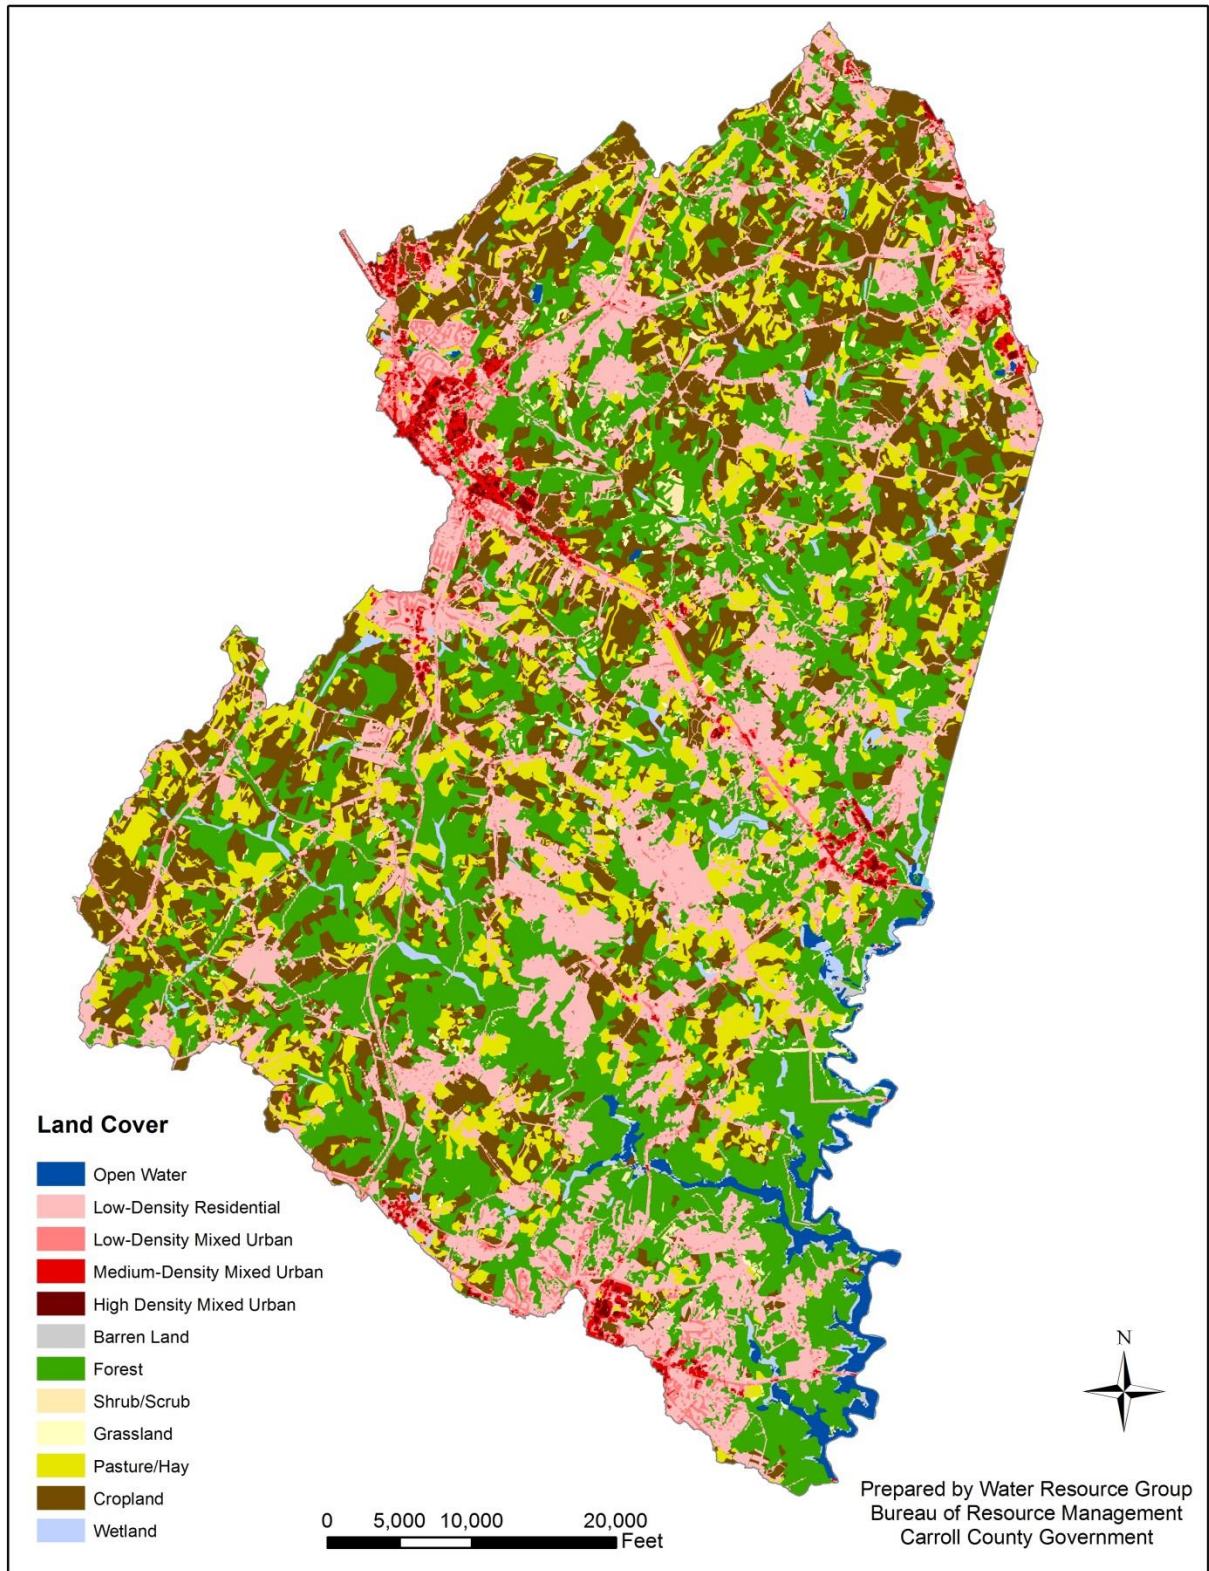 Land Cover
Open Water
Low-Density Residential
Low-Density Mixed Urban
Medium-Density Mixed Urban
High Density Mixed Urban
Barren Land
Forest
Shrub/Scrub
Grassland
Pasture/Hay
Cropland
Wetland
0 5,000 10,000 20,000
Feet
N
Prepared by Water Resource Group
Bureau of Resource Management
Carroll County Government